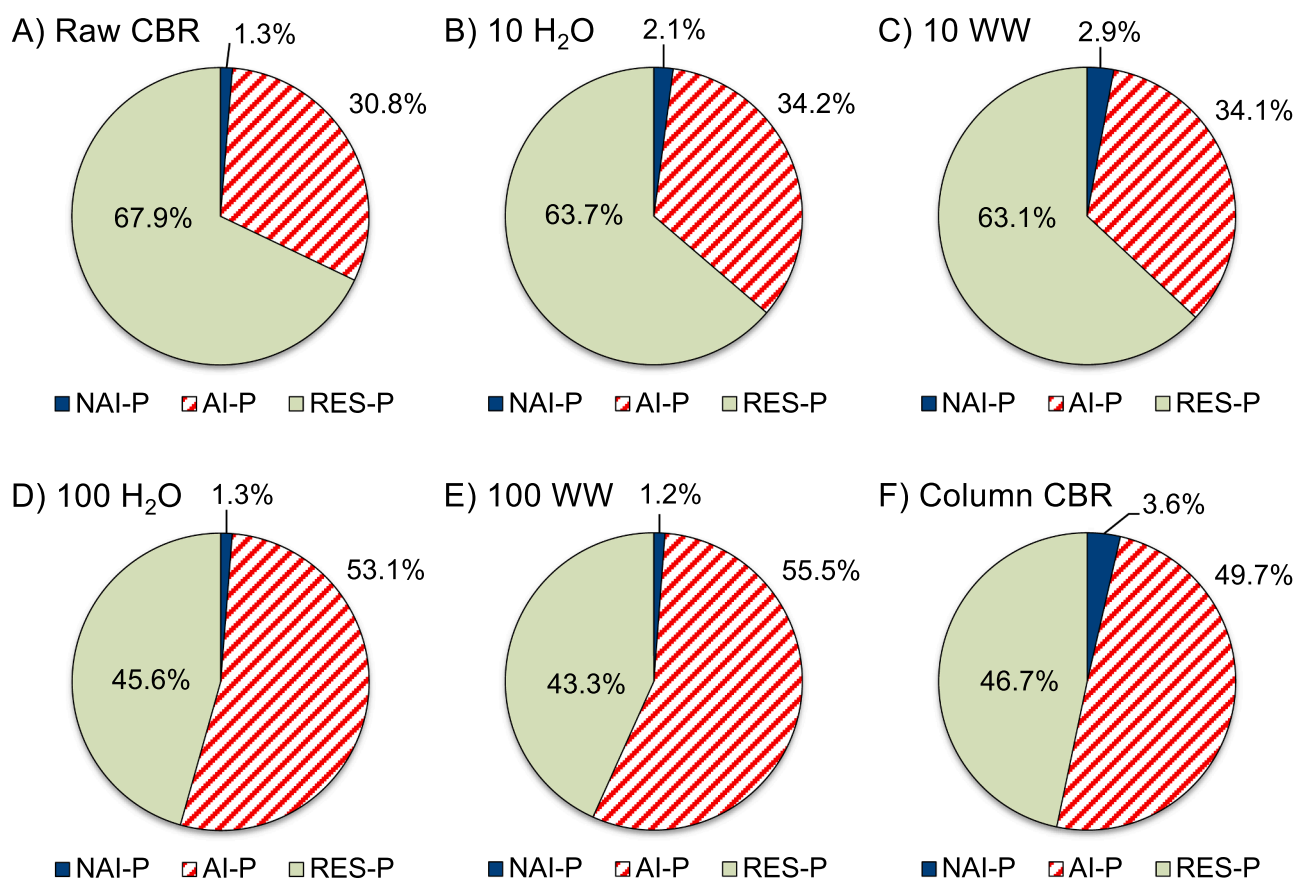 A) Raw CBR
1.3%
30.8%
67.9%
NAI-P AI-P RES-P
B) 10 H₂O
2.1%
34.2%
63.7%
NAI-P AI-P RES-P
C) 10 WW
2.9%
34.1%
63.1%
NAI-P AI-P RES-P
D) 100 H₂O
1.3%
53.1%
45.6%
NAI-P AI-P RES-P
E) 100 WW
1.2%
55.5%
43.3%
NAI-P AI-P RES-P
F) Column CBR
3.6%
49.7%
46.7%
NAI-P AI-P RES-P